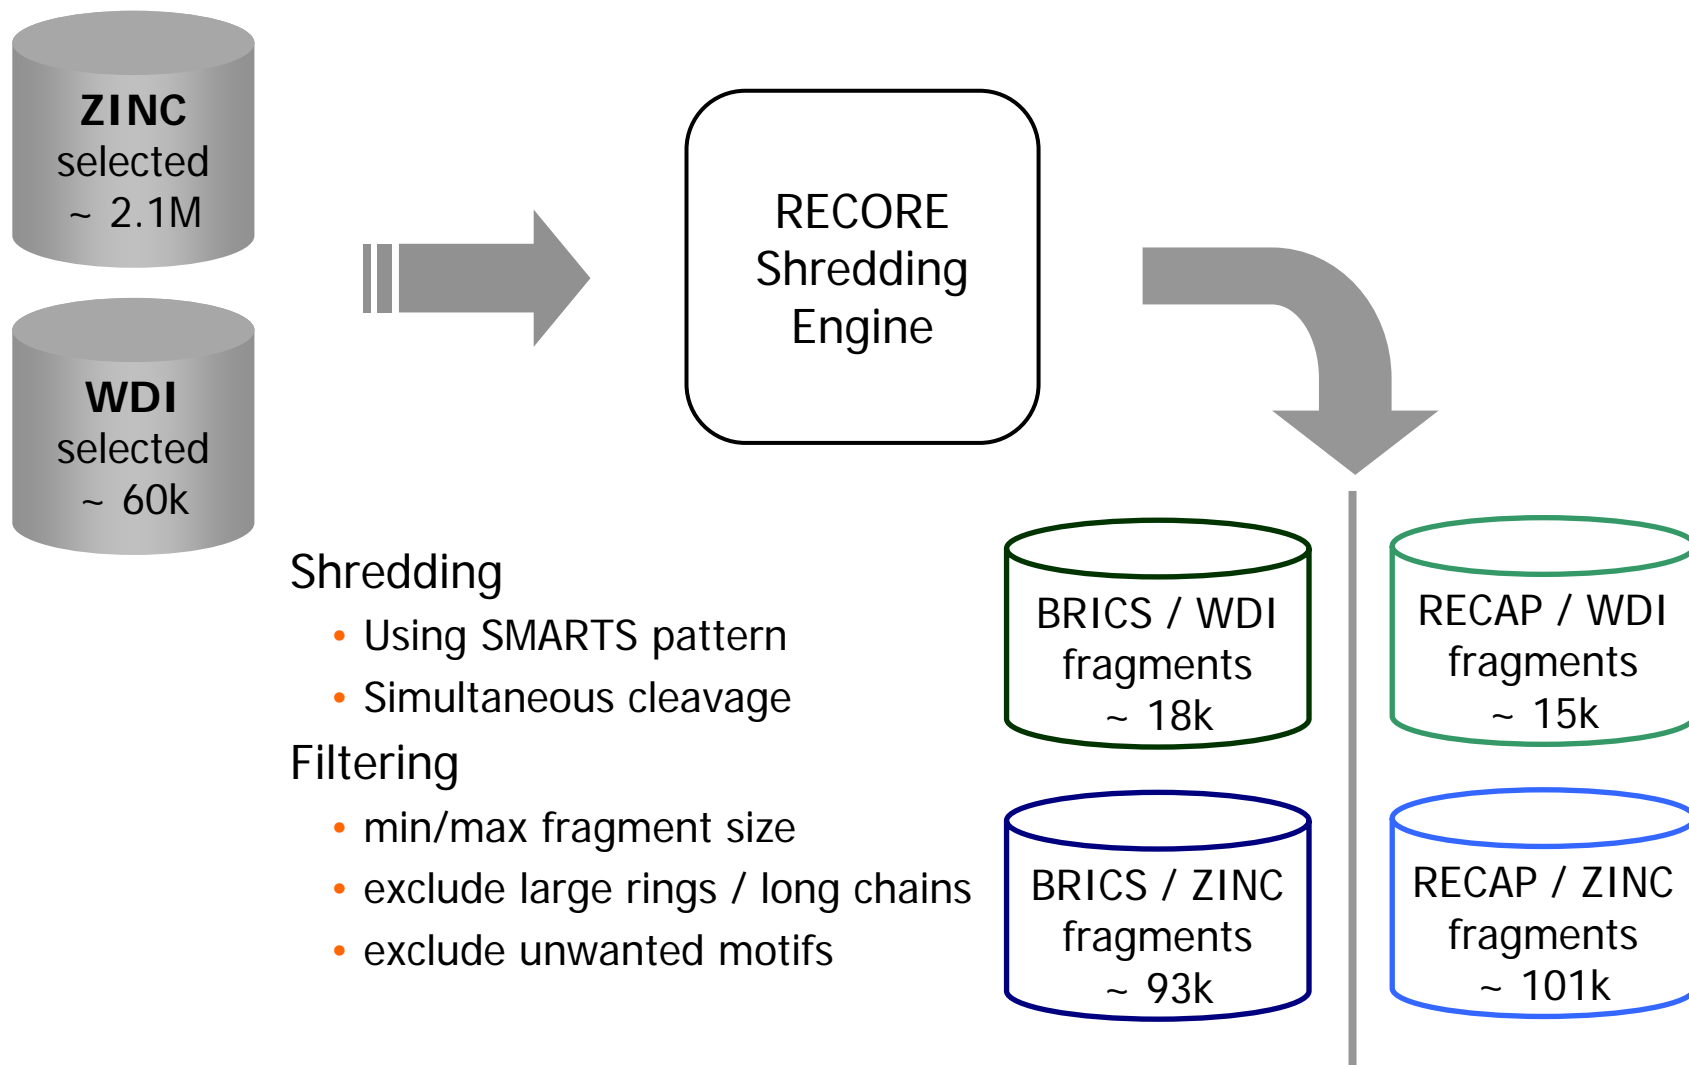 ZINC
selected
~ 2.1M
WDI
selected
~ 60k
RECORE
Shredding
Engine
Shredding
• Using SMARTS pattern
• Simultaneous cleavage
Filtering
• min/max fragment size
• exclude large rings / long chains
• exclude unwanted motifs
BRICS / WDI
fragments
~ 18k
RECAP / WDI
fragments
~ 15k
BRICS / ZINC
fragments
~ 93k
RECAP / ZINC
fragments
~ 101k